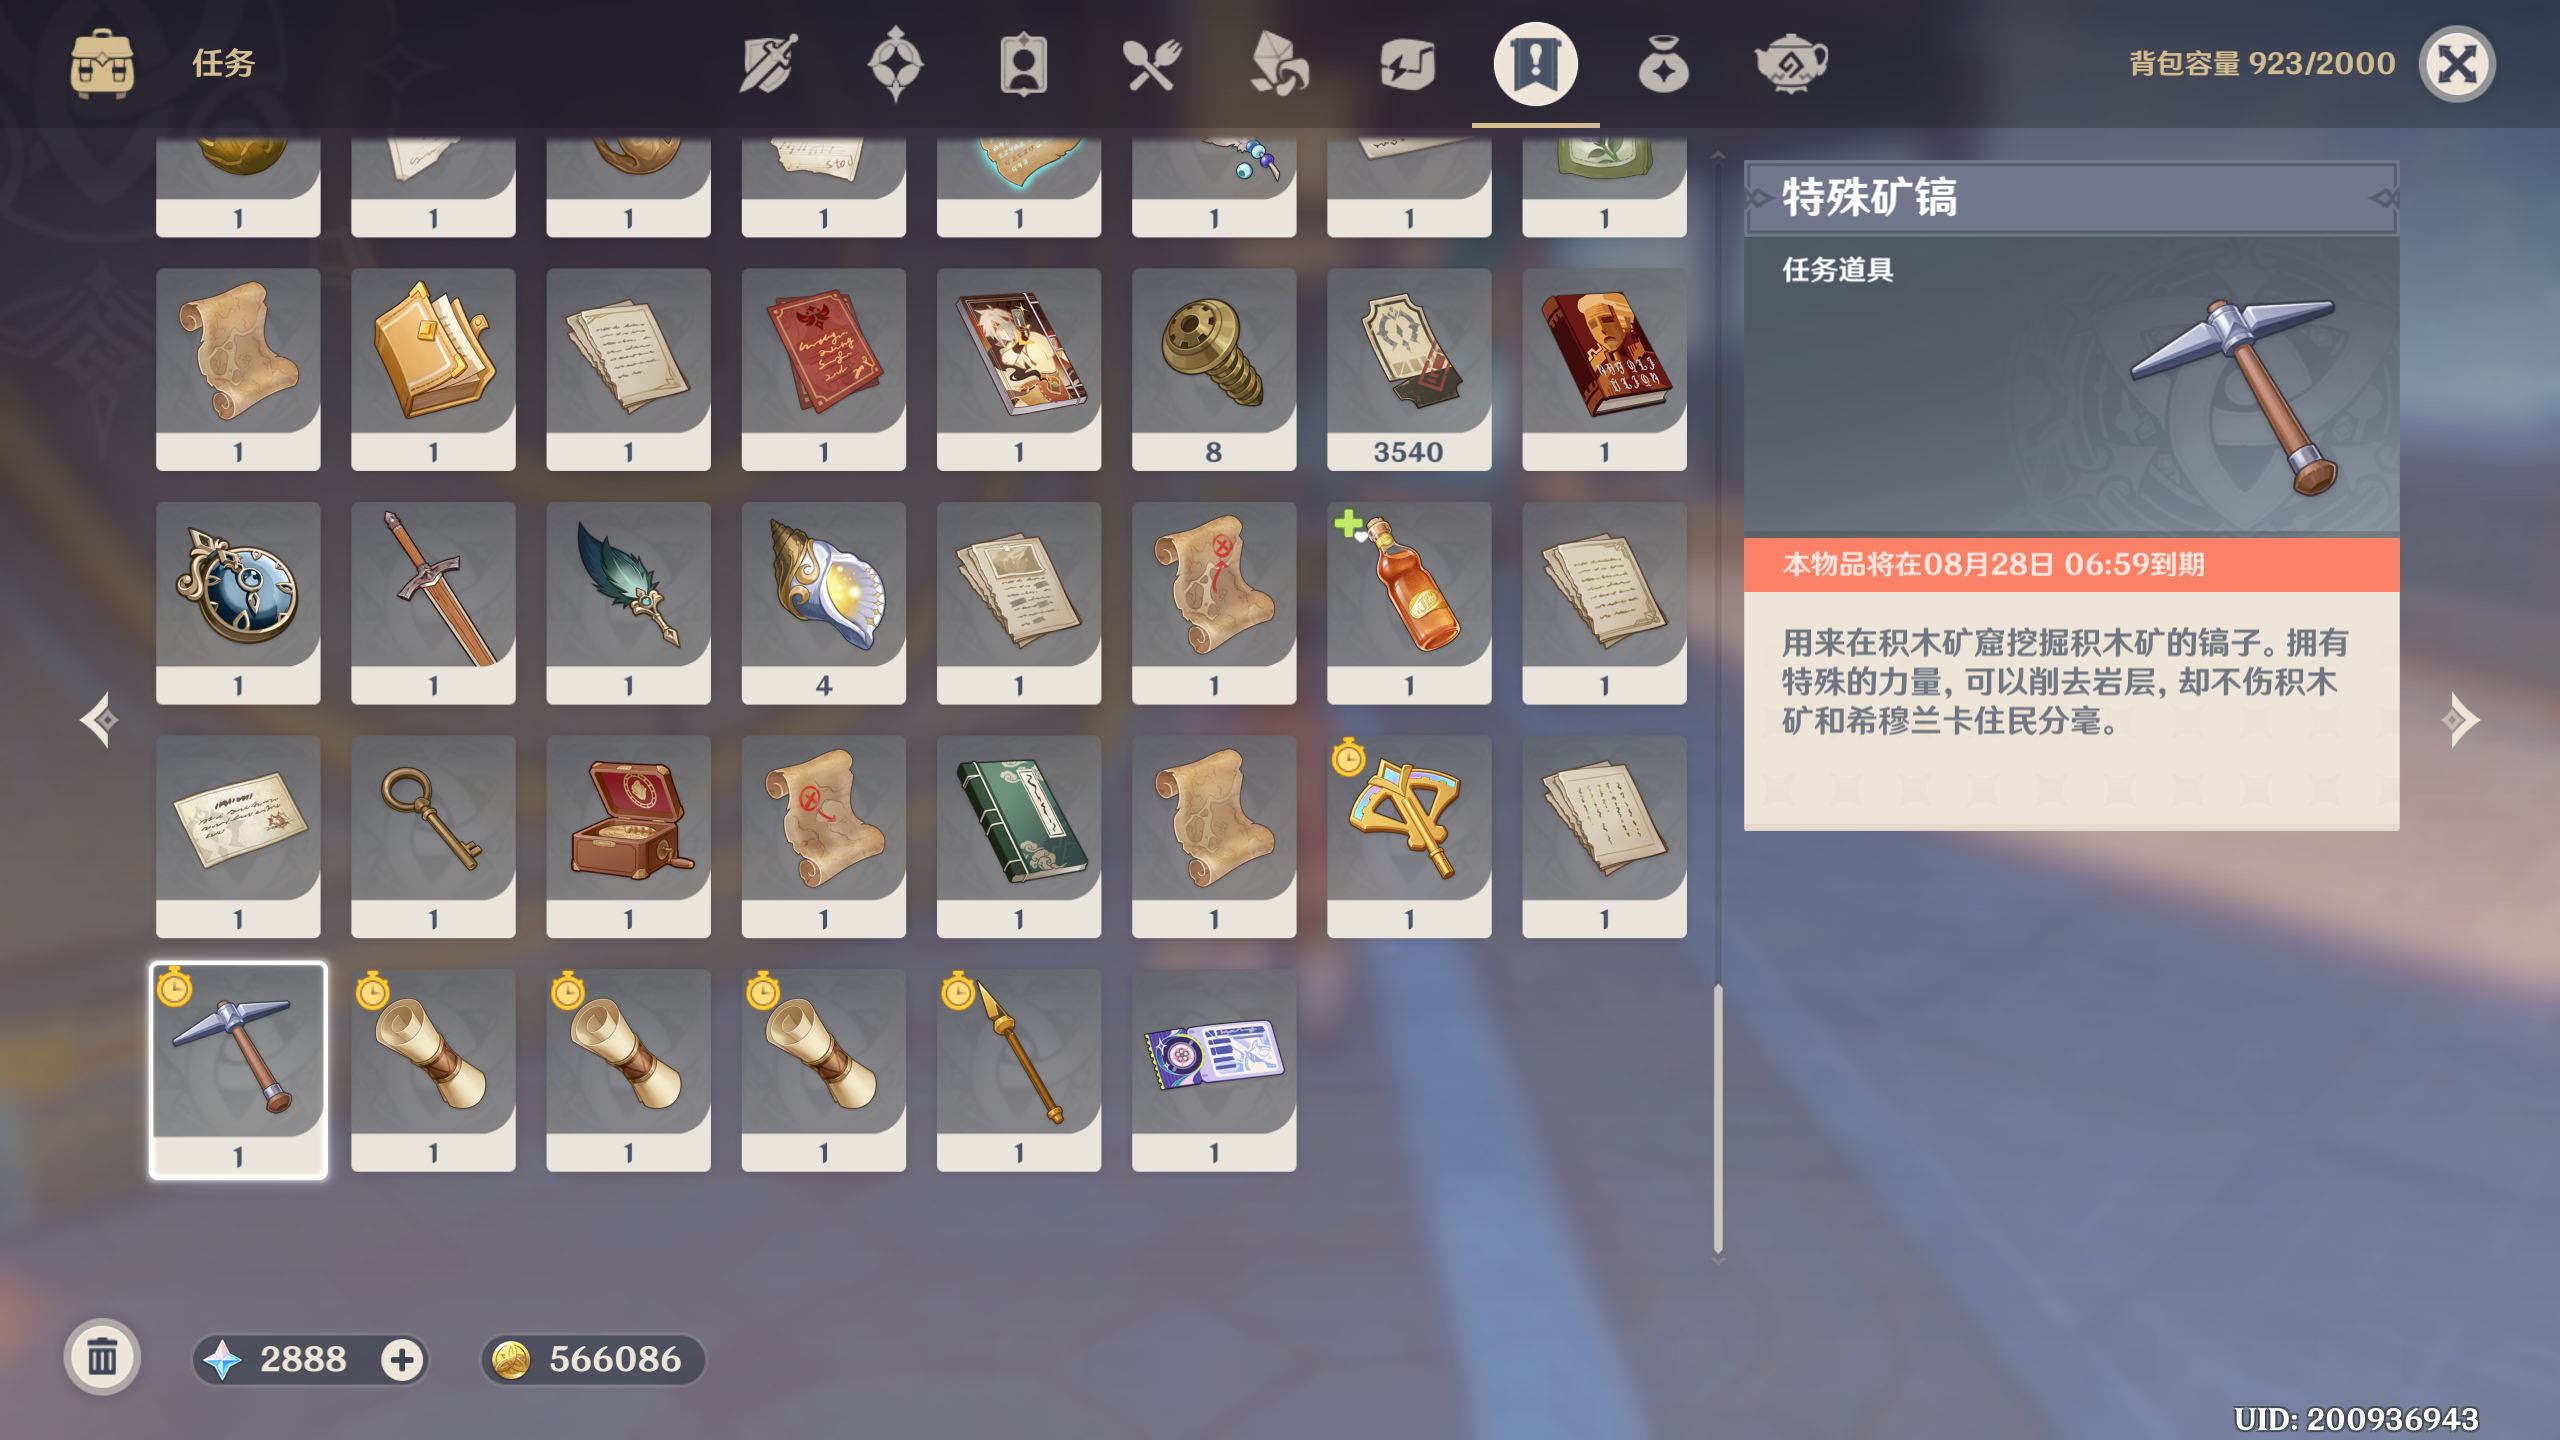 任务
背包容量 923/2000
1 1 1 1 1 1 1 1
1 1 1 1 1 8 3540 1
1 1 1 4 1 1 1 1
1 1 1 1 1 1 1 1
1 1 1 1 1 1
特殊矿镐
任务道具
本物品将在08月28日 06:59到期
用来在积木矿窟挖掘积木矿的镐子。拥有
特殊的力量，可以削去岩层，却不伤积木
矿和希穆兰卡住民分毫。
2888
566086
UID: 200936943